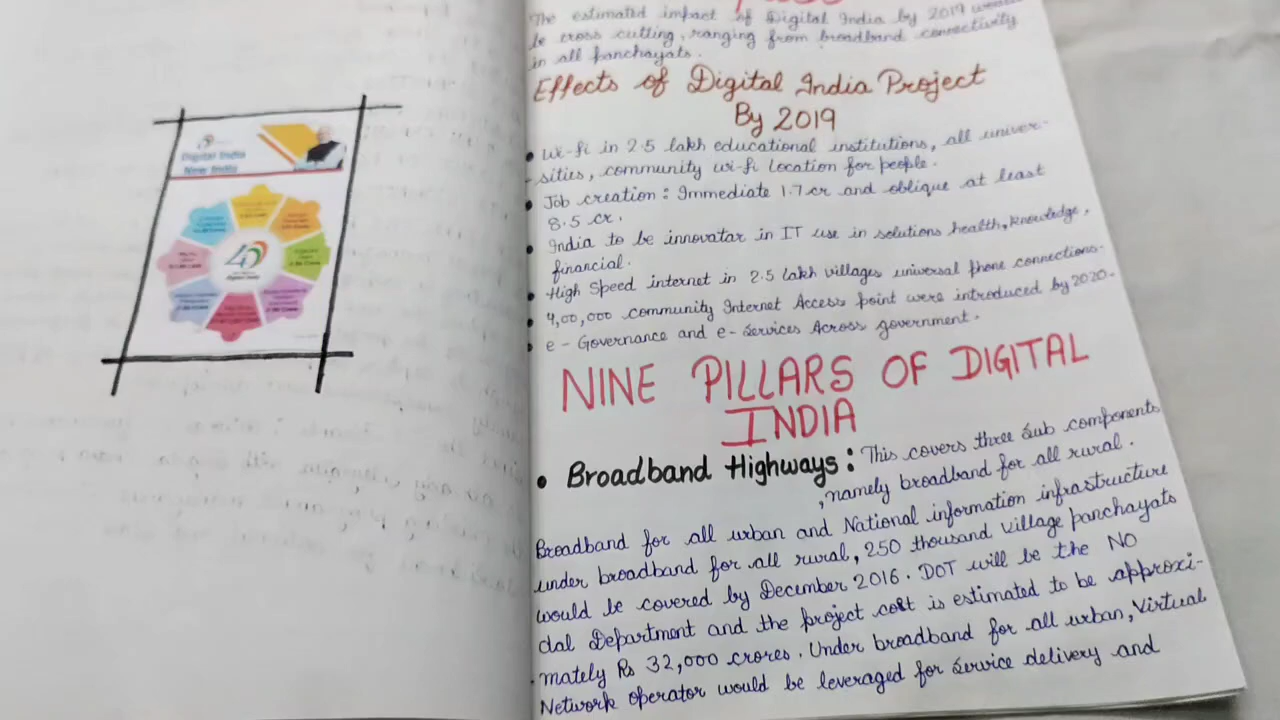 Digital India
New India
Digital India
The estimated impact of Digital India by 2019 would
be cross cutting, ranging from broadband connectivity
in all panchayats.
Effects of Digital India Project
By 2019
• Wi-fi in 2.5 lakh educational institutions, all univer-
-sities, community wi-fi location for people.
• Job creation : Immediate 1.7 cr and oblique at least
8.5 cr.
• India to be innovatar in IT use in solutions health, knowledge,
financial.
• High Speed internet in 2.5 lakh villages universal phone connections.
• 4,00,000 community Internet Access point were introduced by 2020.
• e-Governance and e-Services Across government.
NINE PILLARS OF DIGITAL
INDIA
• Broadband Highways: This covers three sub components
, namely broadband for all rural.
Broadband for all urban and National information infrastructure
under broadband for all rural, 250 thousand village panchayats
would be covered by December 2016. DOT will be the NO
dal Department and the project cost is estimated to be approxi-
-mately Rs 32,000 crores. Under broadband for all urban, Virtual
Network operator would be leveraged for service delivery and